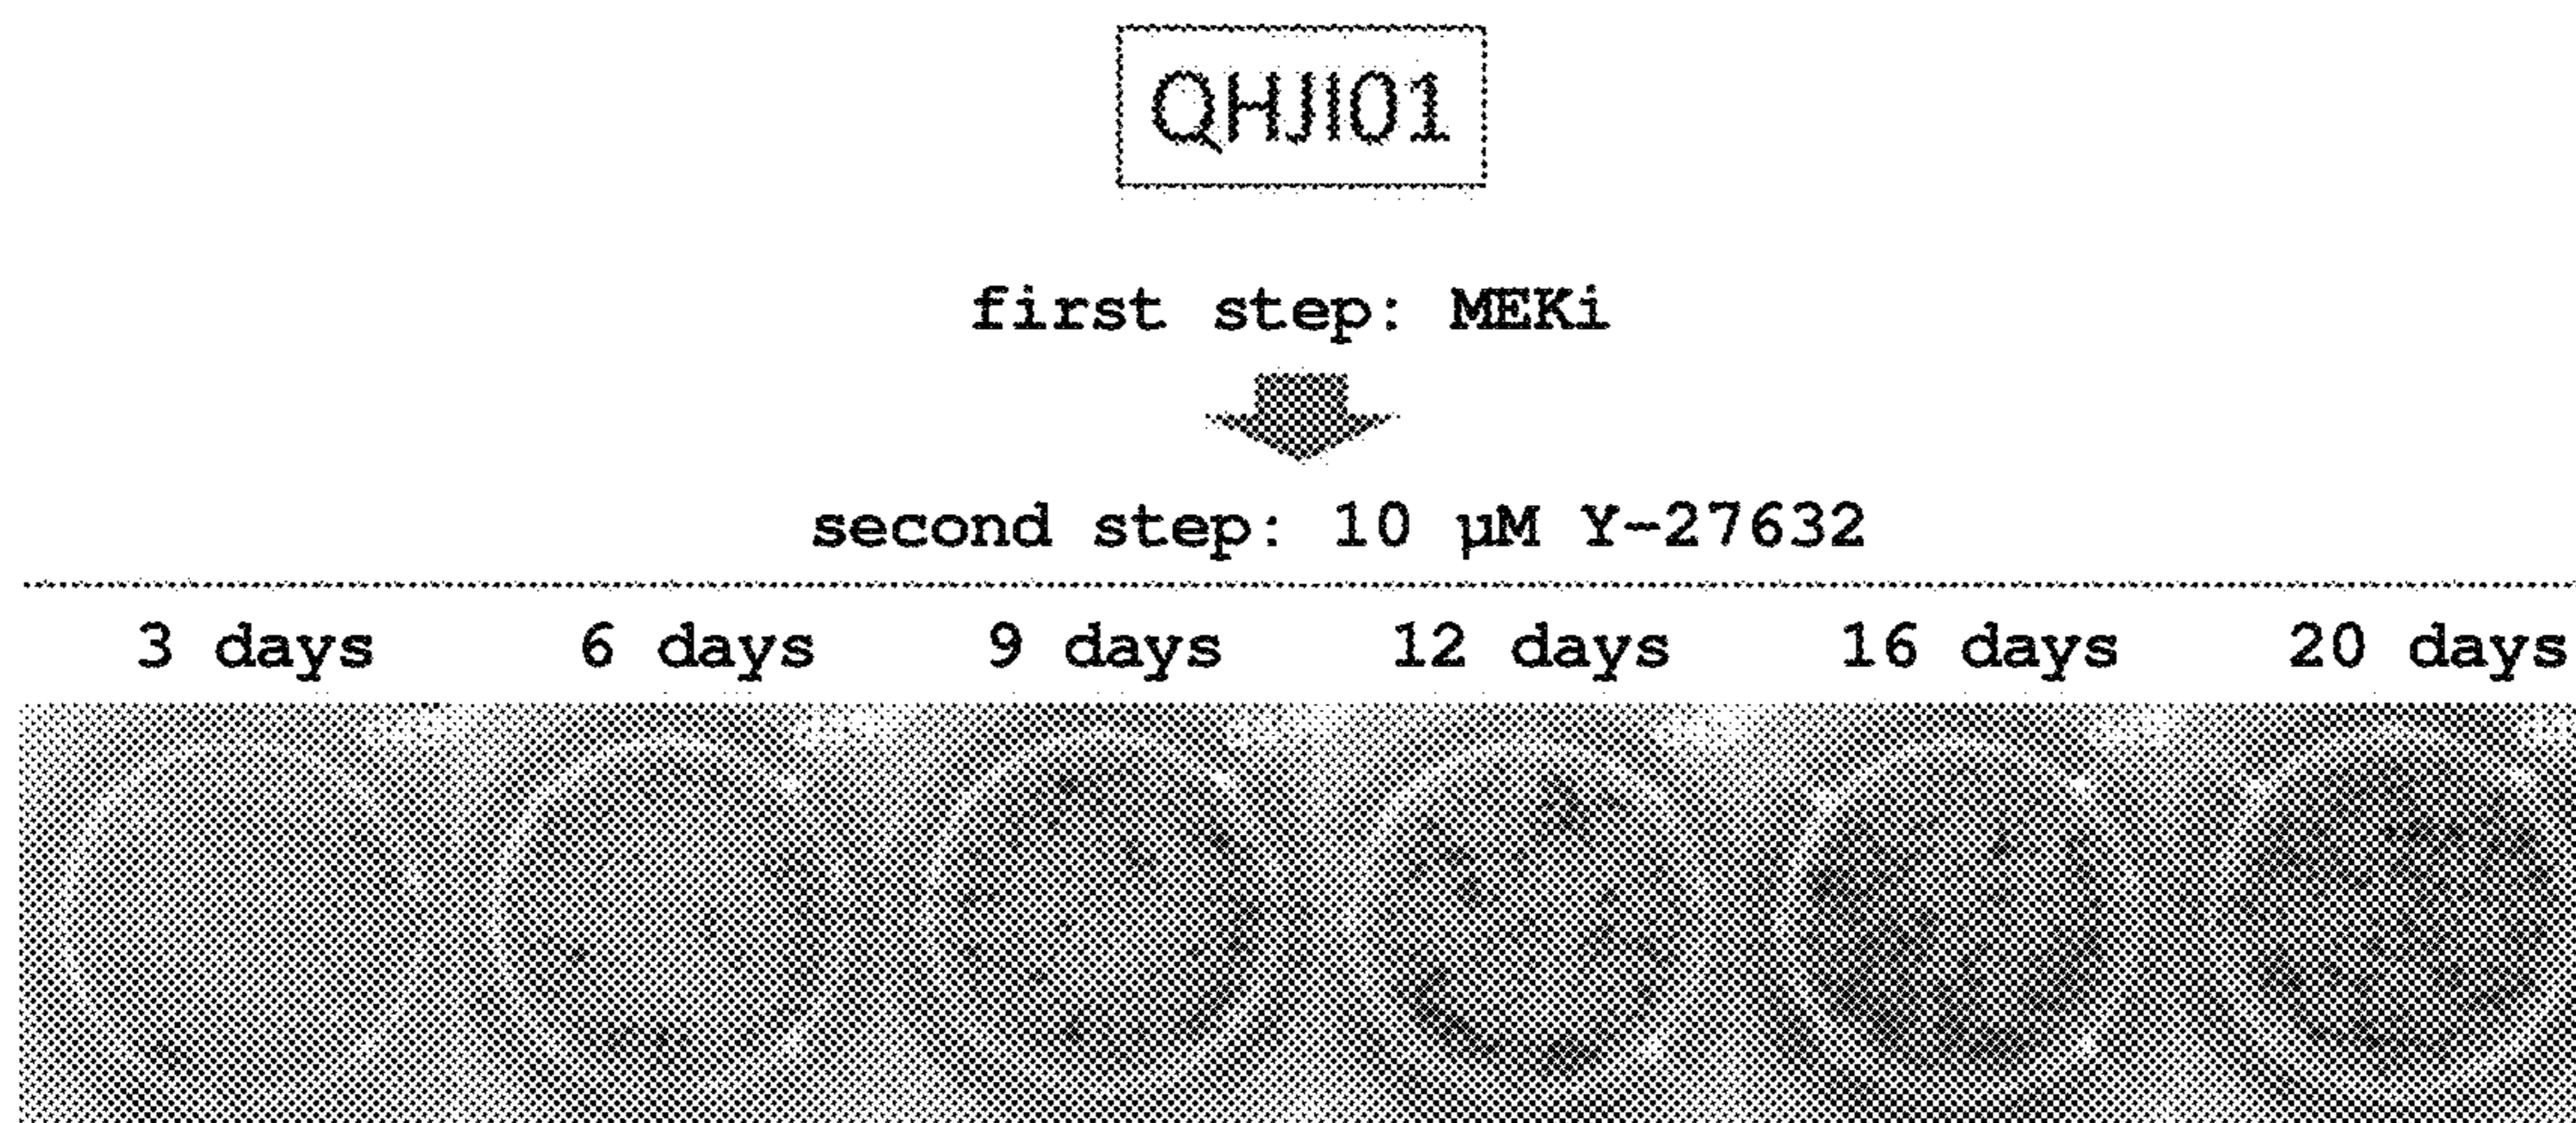 QHJI01
first step: MEKi
second step: 10 µM Y-27632
3 days 6 days 9 days 12 days 16 days 20 days